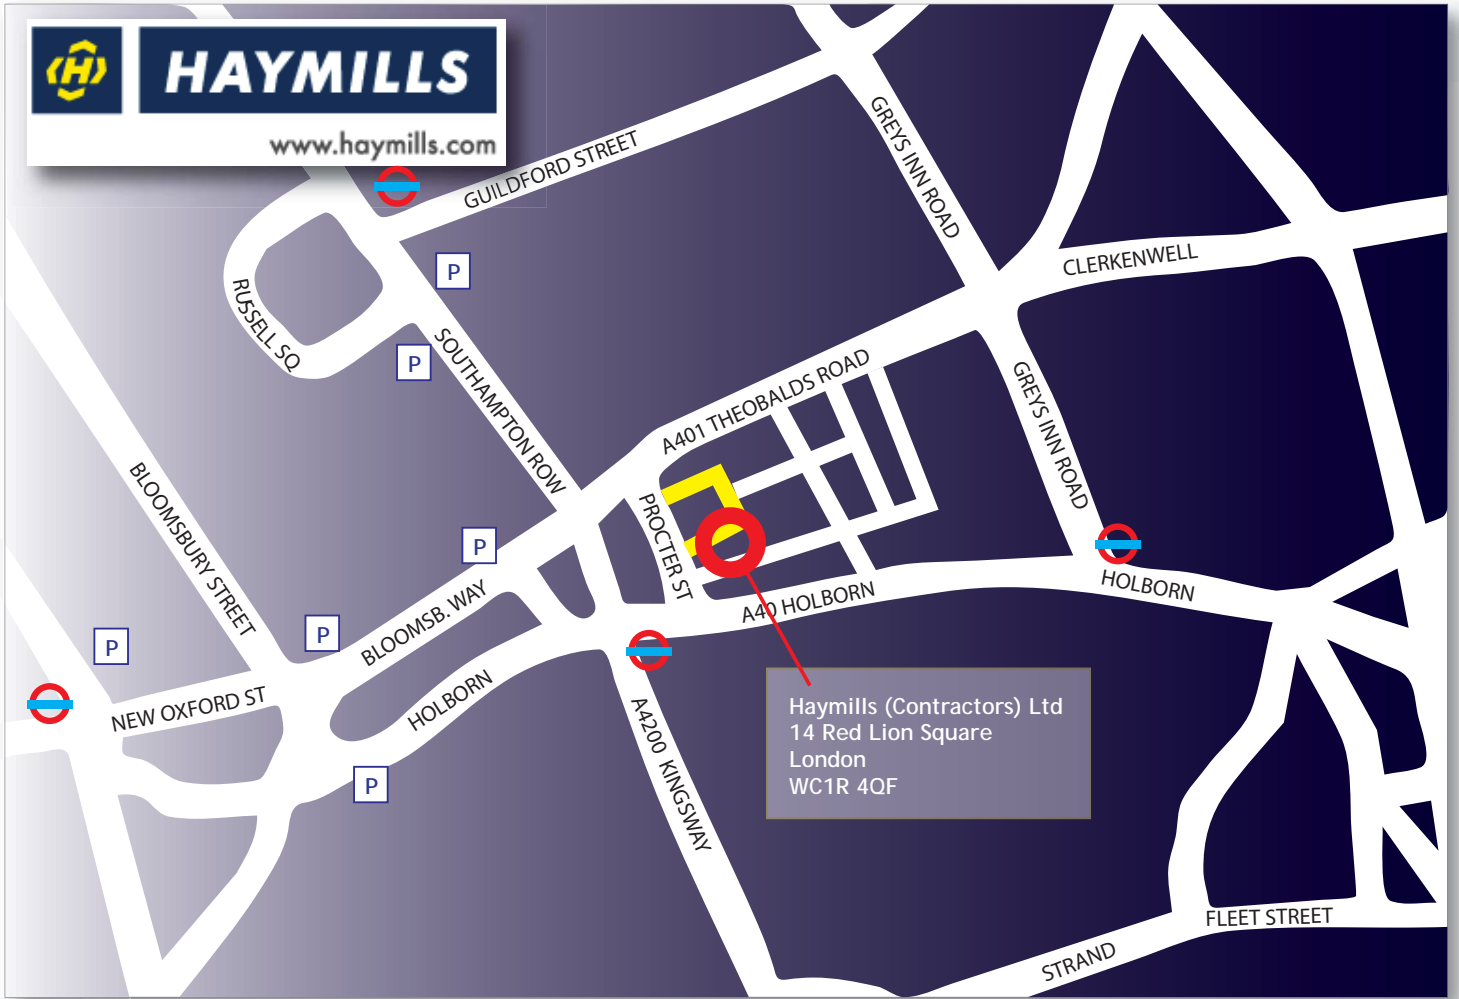 H
HAYMILLS
www.haymills.com
GUILDFORD STREET
GREYS INN ROAD
CLERKENWELL
P
RUSSELL SQ
P
SOUTHAMPTON ROW
A401 THEOBALDS ROAD
GREYS INN ROAD
BLOOMSBURY STREET
PROCTER ST
P
HOLBORN
A40 HOLBORN
BLOOMSB. WAY
P
P
NEW OXFORD ST
HOLBORN
A4200 KINGSWAY
Haymills (Contractors) Ltd
14 Red Lion Square
London
WC1R 4QF
P
FLEET STREET
STRAND